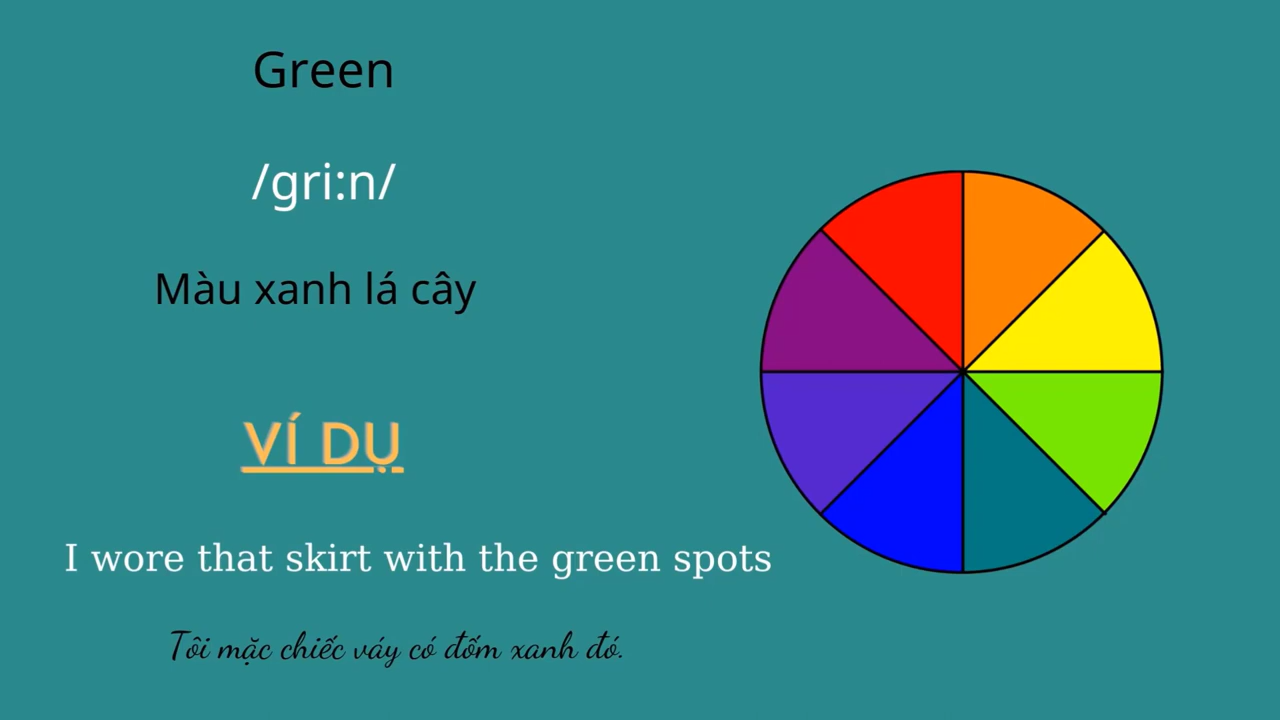 Green
/gri:n/
Màu xanh lá cây
VÍ DỤ
I wore that skirt with the green spots
Tôi mặc chiếc váy có đốm xanh đó.